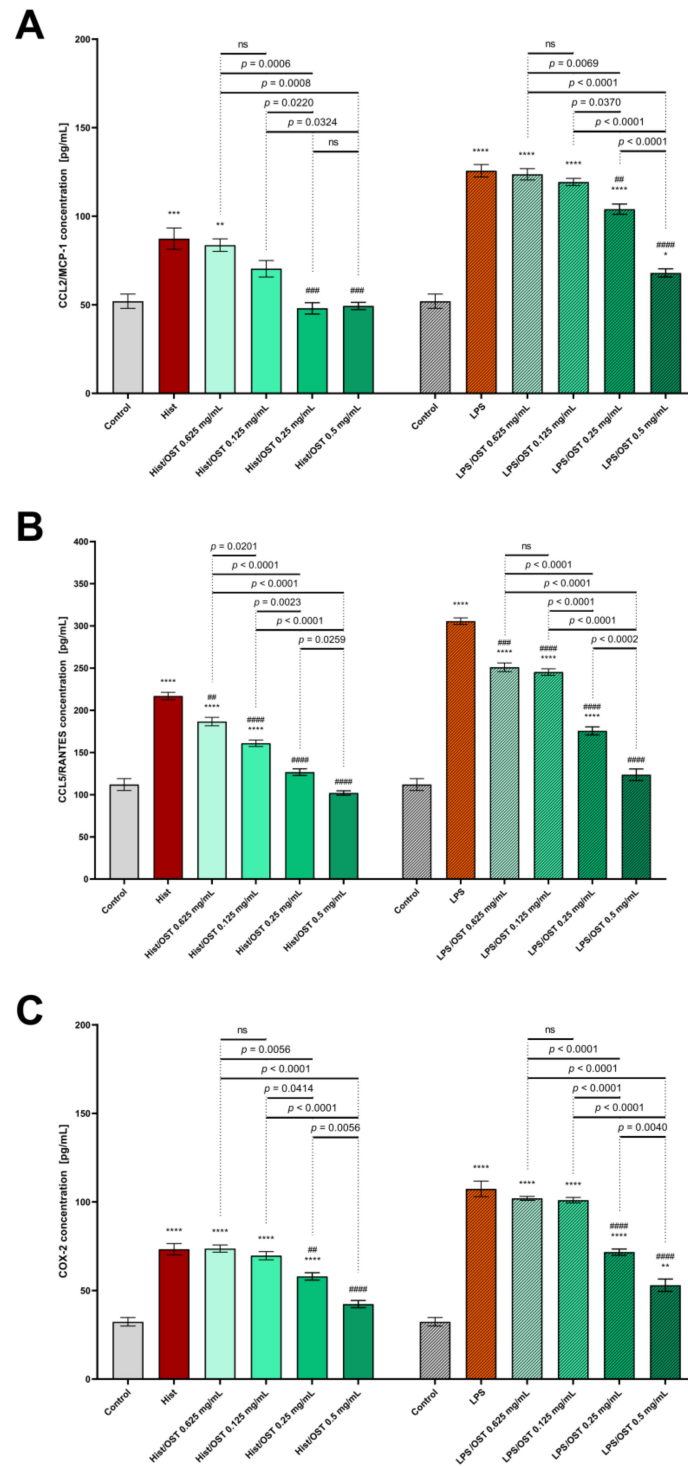 A
200
150
100
50
0
CCL2/MCP-1 concentration [pg/mL]
ns
p = 0.0006
p = 0.0008
p = 0.0220
p = 0.0324
ns
***
**
###
###
ns
p = 0.0069
p < 0.0001
p = 0.0370
p < 0.0001
p < 0.0001
****
****
****
##
****
####
*
Control
Hist
Hist/OST 0.625 mg/mL
Hist/OST 0.125 mg/mL
Hist/OST 0.25 mg/mL
Hist/OST 0.5 mg/mL
Control
LPS
LPS/OST 0.625 mg/mL
LPS/OST 0.125 mg/mL
LPS/OST 0.25 mg/mL
LPS/OST 0.5 mg/mL
B
400
350
300
250
200
150
100
50
0
CCL5/RANTES concentration [pg/mL]
p = 0.0201
p < 0.0001
p < 0.0001
p = 0.0023
p < 0.0001
p = 0.0259
****
##
****
####
****
####
####
ns
p < 0.0001
p < 0.0001
p < 0.0001
p < 0.0001
p < 0.0002
****
###
****
####
****
####
****
####
Control
Hist
Hist/OST 0.625 mg/mL
Hist/OST 0.125 mg/mL
Hist/OST 0.25 mg/mL
Hist/OST 0.5 mg/mL
Control
LPS
LPS/OST 0.625 mg/mL
LPS/OST 0.125 mg/mL
LPS/OST 0.25 mg/mL
LPS/OST 0.5 mg/mL
C
200
150
100
50
0
COX-2 concentration [pg/mL]
ns
p = 0.0056
p < 0.0001
p = 0.0414
p < 0.0001
p = 0.0056
****
****
****
##
****
####
ns
p < 0.0001
p < 0.0001
p < 0.0001
p < 0.0001
p = 0.0040
****
****
****
####
****
####
**
Control
Hist
Hist/OST 0.625 mg/mL
Hist/OST 0.125 mg/mL
Hist/OST 0.25 mg/mL
Hist/OST 0.5 mg/mL
Control
LPS
LPS/OST 0.625 mg/mL
LPS/OST 0.125 mg/mL
LPS/OST 0.25 mg/mL
LPS/OST 0.5 mg/mL